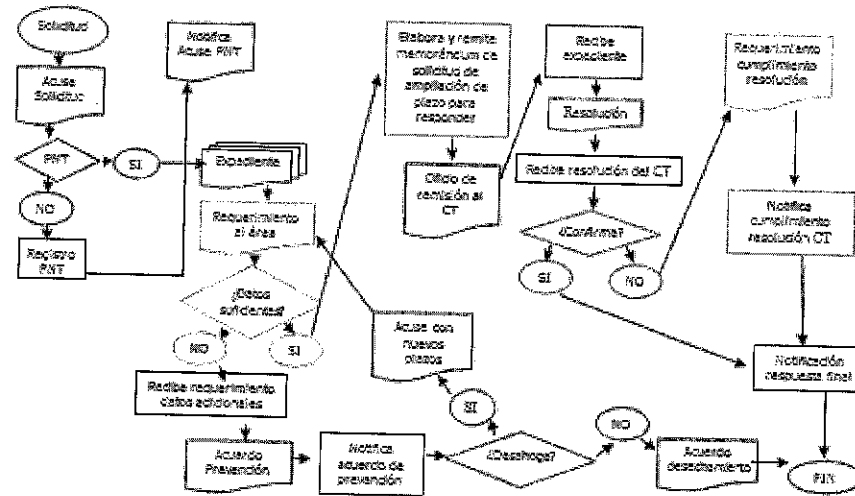 Solicitud
Acuse
Solicitud
PNT
SI
NO
Registro
PNT
Notifica
Acuse PNT
Expediente
Requerimiento
al área
¿Datos
suficientes?
NO
SI
Recibe requerimiento
datos adicionales
Acuerdo
Prevención
Notifica
acuerdo de
prevención
¿Desahoga?
SI
Acuse con
nuevos
plazos
NO
Acuerdo
desechamiento
FIN
Elabora y remite
memoréndum de
solicitud de
ampliación de
plazo para
responder
Oficio de
remisión al
CT
Recibe
expediente
Resolución
Recibe resolución del CT
¿Confirma?
SI
NO
Requerimiento
cumplimiento
resolución
Notifica
cumplimiento
resolución CT
Notificación
respuesta final